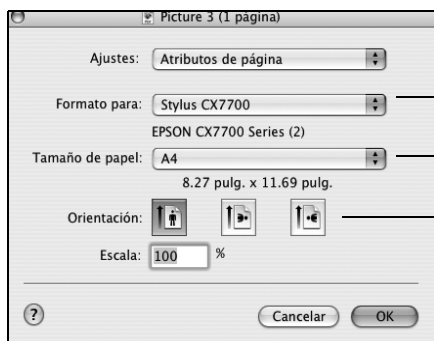 Picture 3 (1 página)
Ajustes: Atributos de página
Formato para: Stylus CX7700
EPSON CX7700 Series (2)
Tamaño de papel: A4
8.27 pulg. x 11.69 pulg.
Orientación:
Escala: 100 %
? Cancelar OK